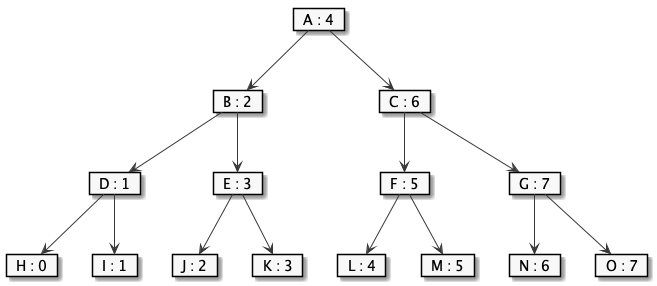 A : 4
B : 2
C : 6
D : 1
E : 3
F : 5
G : 7
H : 0
I : 1
J : 2
K : 3
L : 4
M : 5
N : 6
O : 7